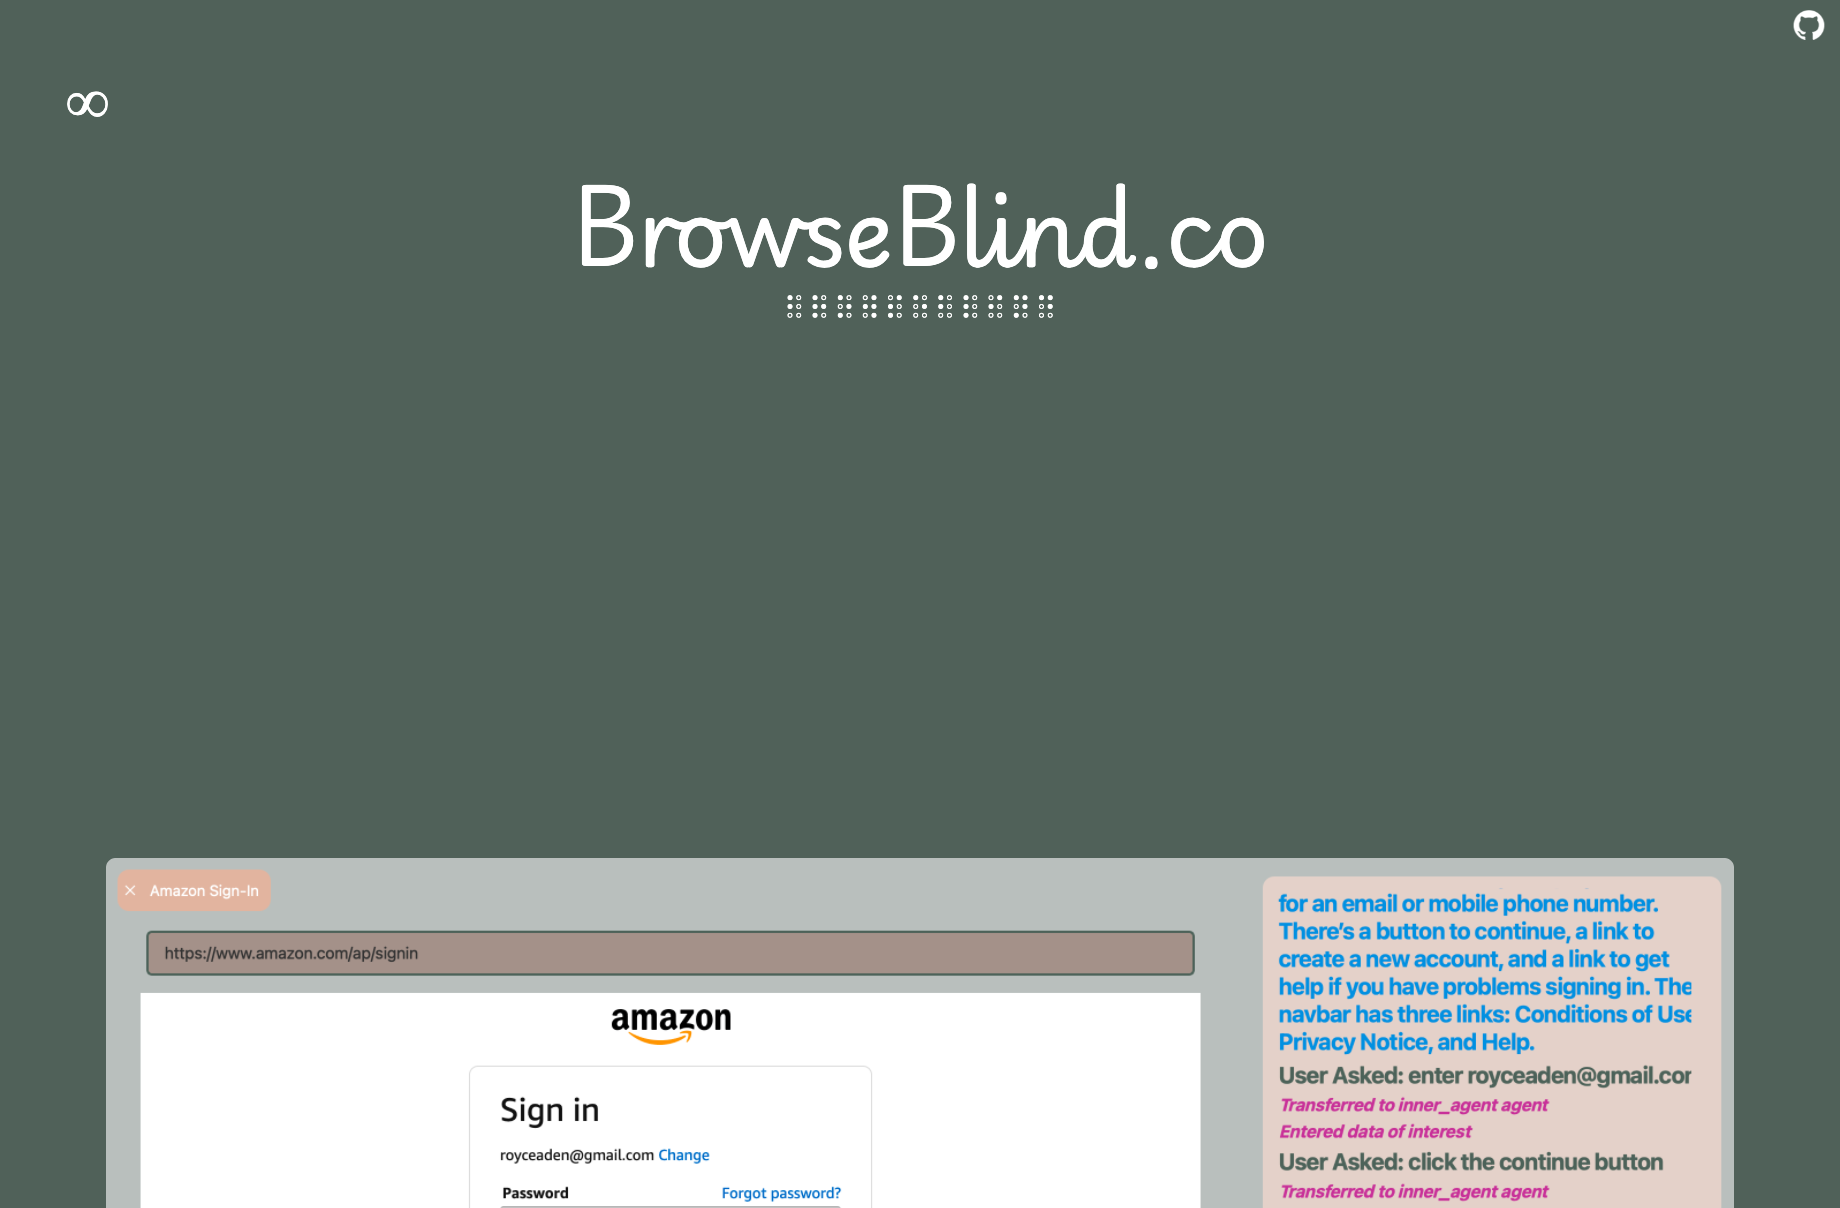 ∞
BrowseBlind.co
⠃⠗⠕⠺⠎⠑⠃⠇⠊⠝⠙
× Amazon Sign-In
https://www.amazon.com/ap/signin
amazon
Sign in
royceaden@gmail.com Change
Password Forgot password?
for an email or mobile phone number.
There's a button to continue, a link to
create a new account, and a link to get
help if you have problems signing in. The
navbar has three links: Conditions of Use
Privacy Notice, and Help.
User Asked: enter royceaden@gmail.com
Transferred to inner_agent agent
Entered data of interest
User Asked: click the continue button
Transferred to inner_agent agent